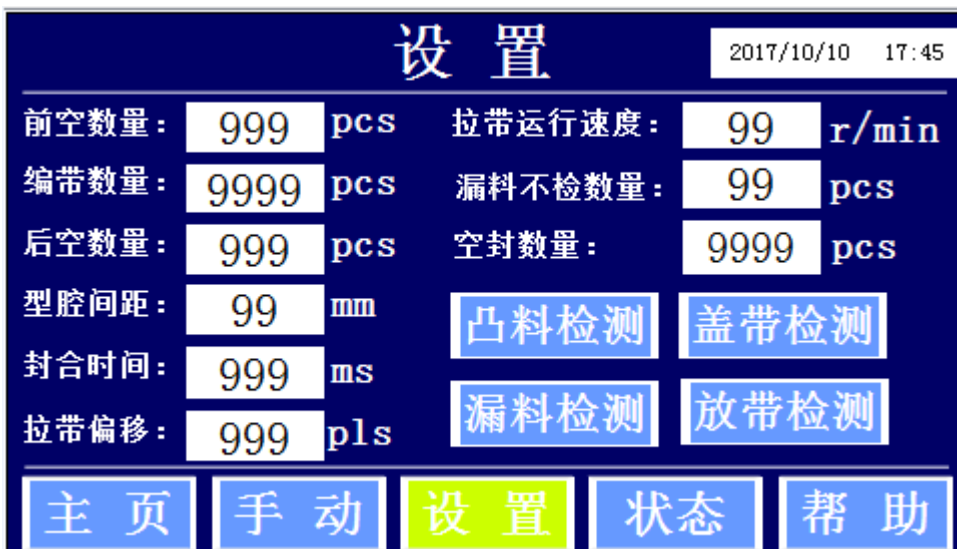 设 置
2017/10/10 17:45
前空数量： 999 pcs 拉带运行速度： 99 r/min
编带数量： 9999 pcs 漏料不检数量： 99 pcs
后空数量： 999 pcs 空封数量： 9999 pcs
型腔间距： 99 mm
凸料检测 盖带检测
封合时间： 999 ms
漏料检测 放带检测
拉带偏移： 999 pls
主 页 手 动 设 置 状态 帮 助